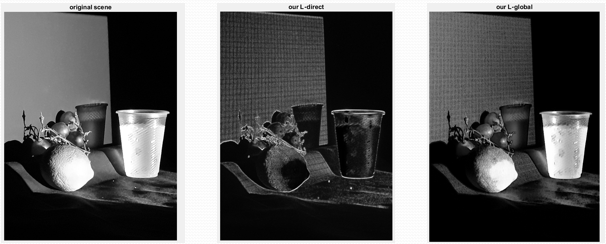 original scene
our L-direct
our L-global